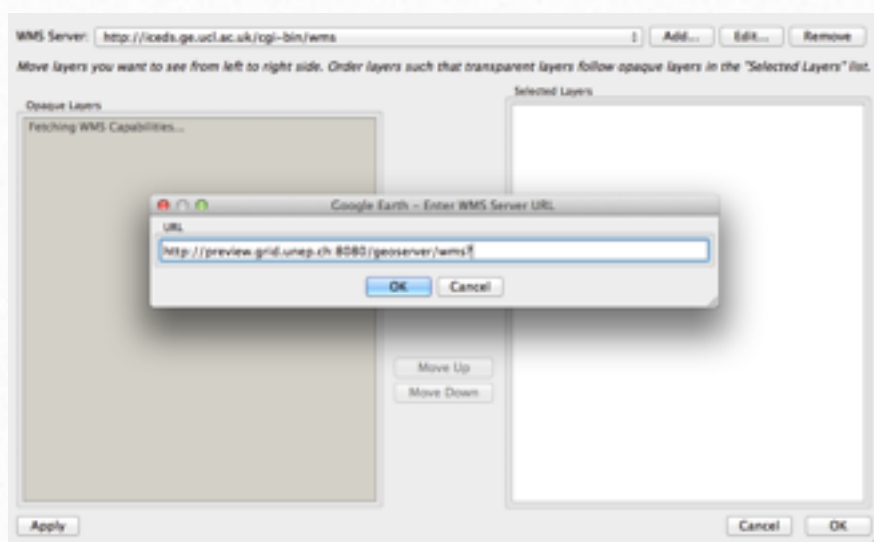 WMS Server: http://iceds.ge.ucl.ac.uk/cgi-bin/wms Add... Edit... Remove
Move layers you want to see from left to right side. Order layers such that transparent layers follow opaque layers in the "Selected Layers" list.
Opaque Layers
Selected Layers
Fetching WMS Capabilities...
Google Earth - Enter WMS Server URL
URL
http://preview.grid.unep.ch:8080/geoserver/wms?
OK Cancel
Move Up
Move Down
Apply Cancel OK